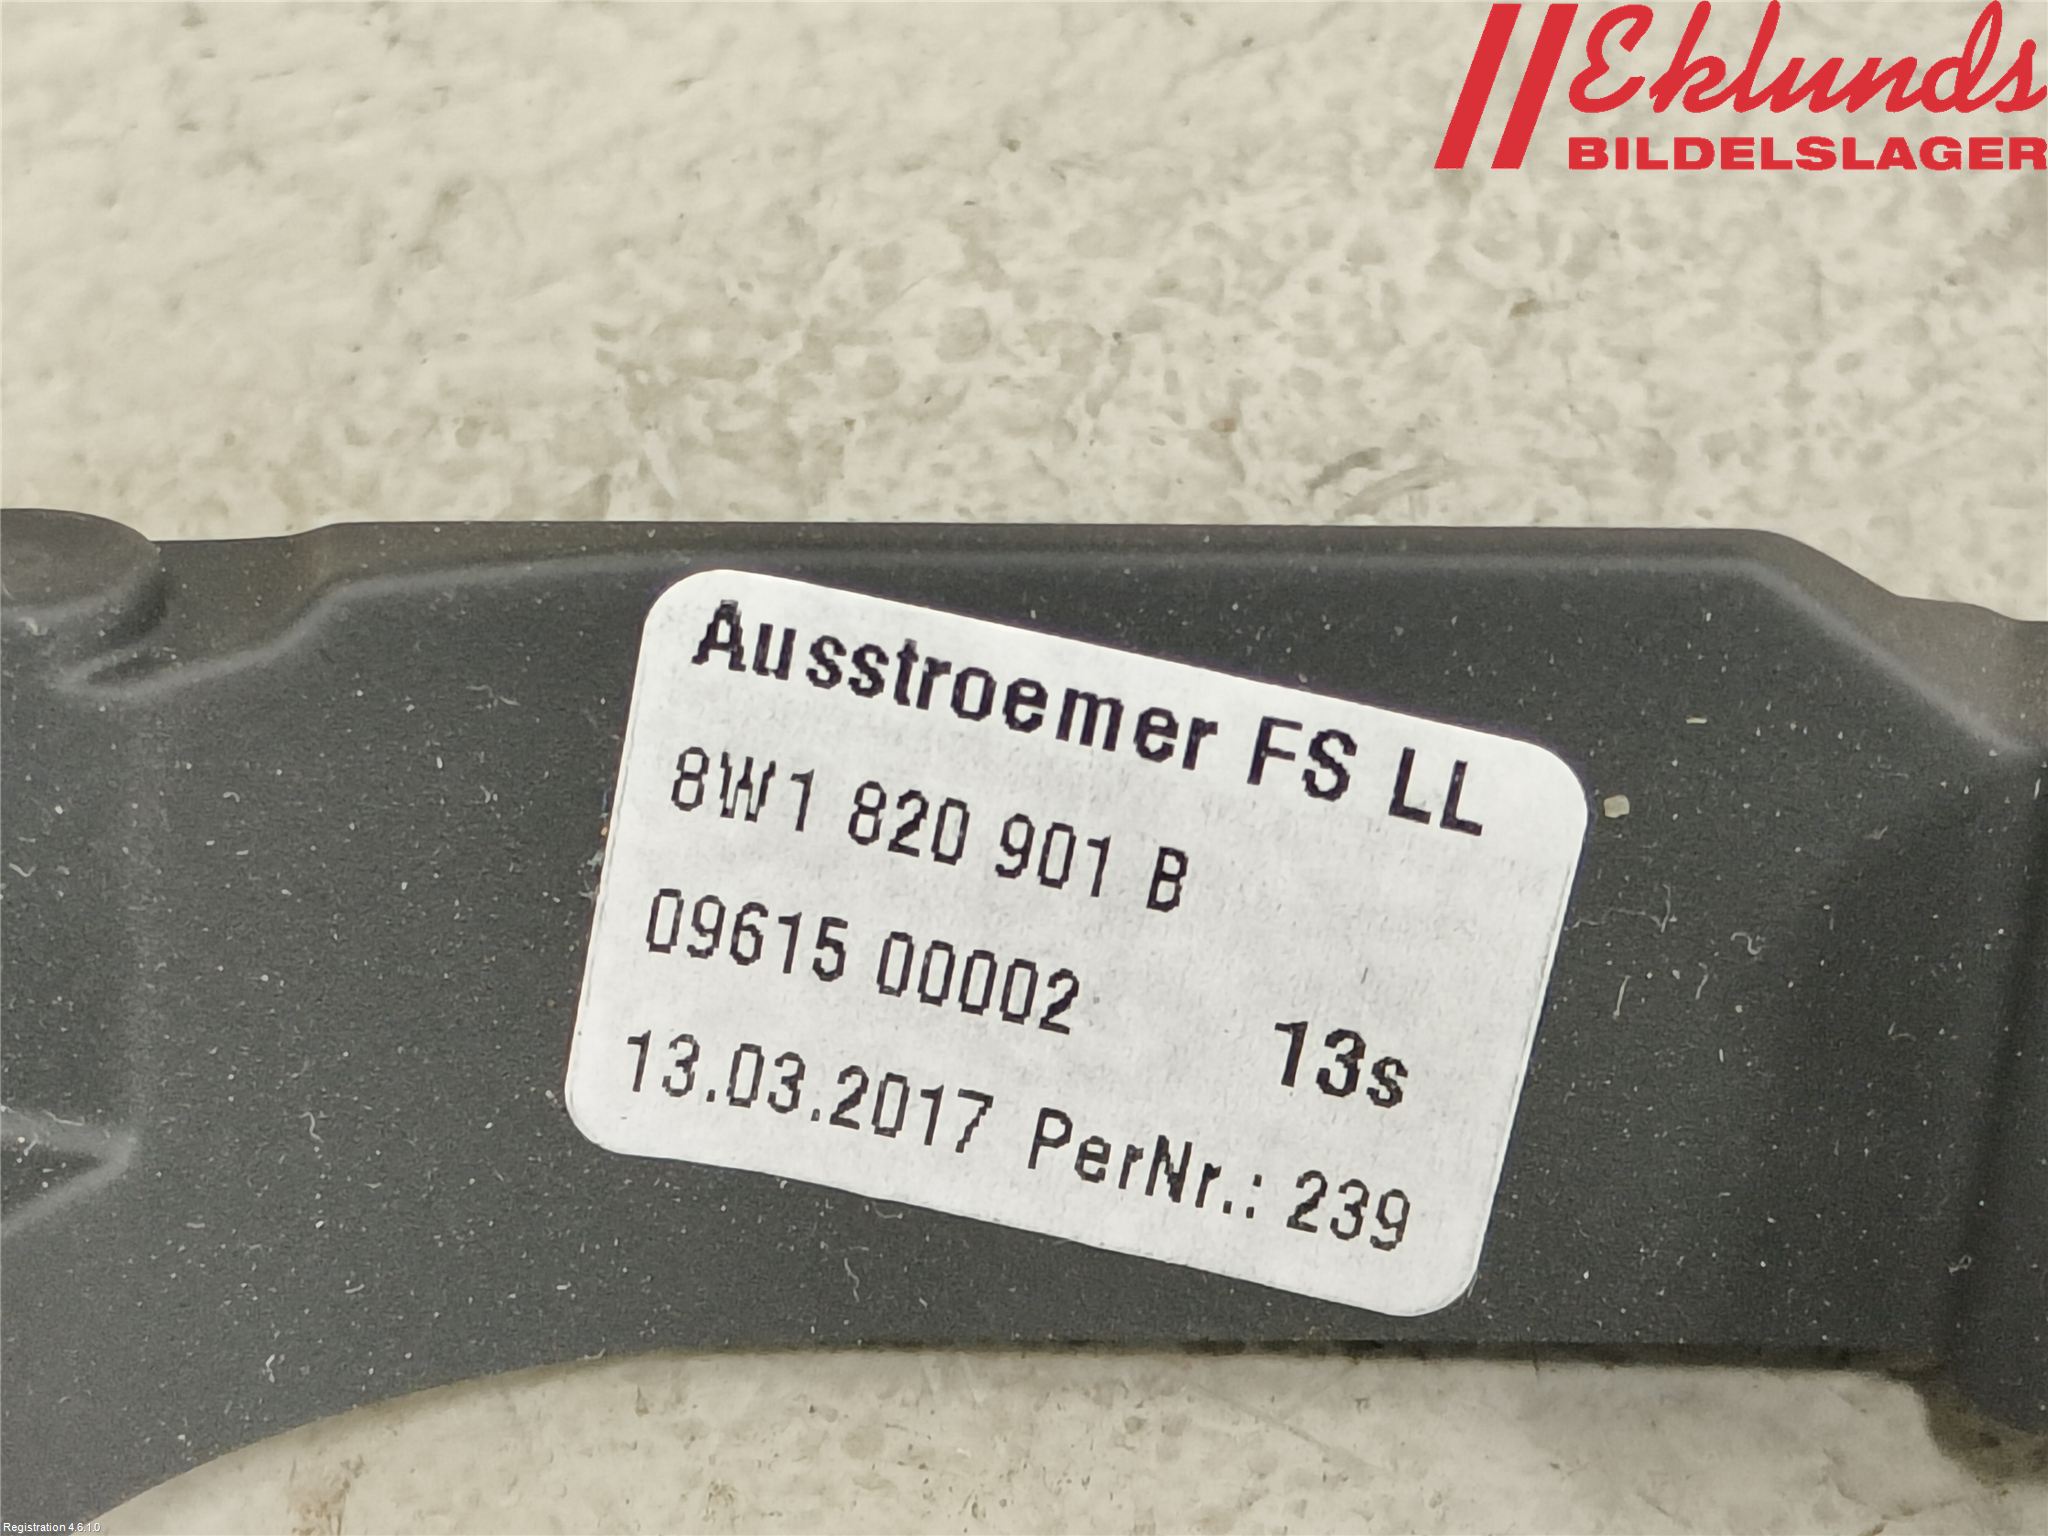 Eklunds
BILDELSLAGER
Ausstroemer FS LL
8W1 820 901 B
09615 00002 13s
13.03.2017 PerNr.: 239
Registration 4.6.1.0